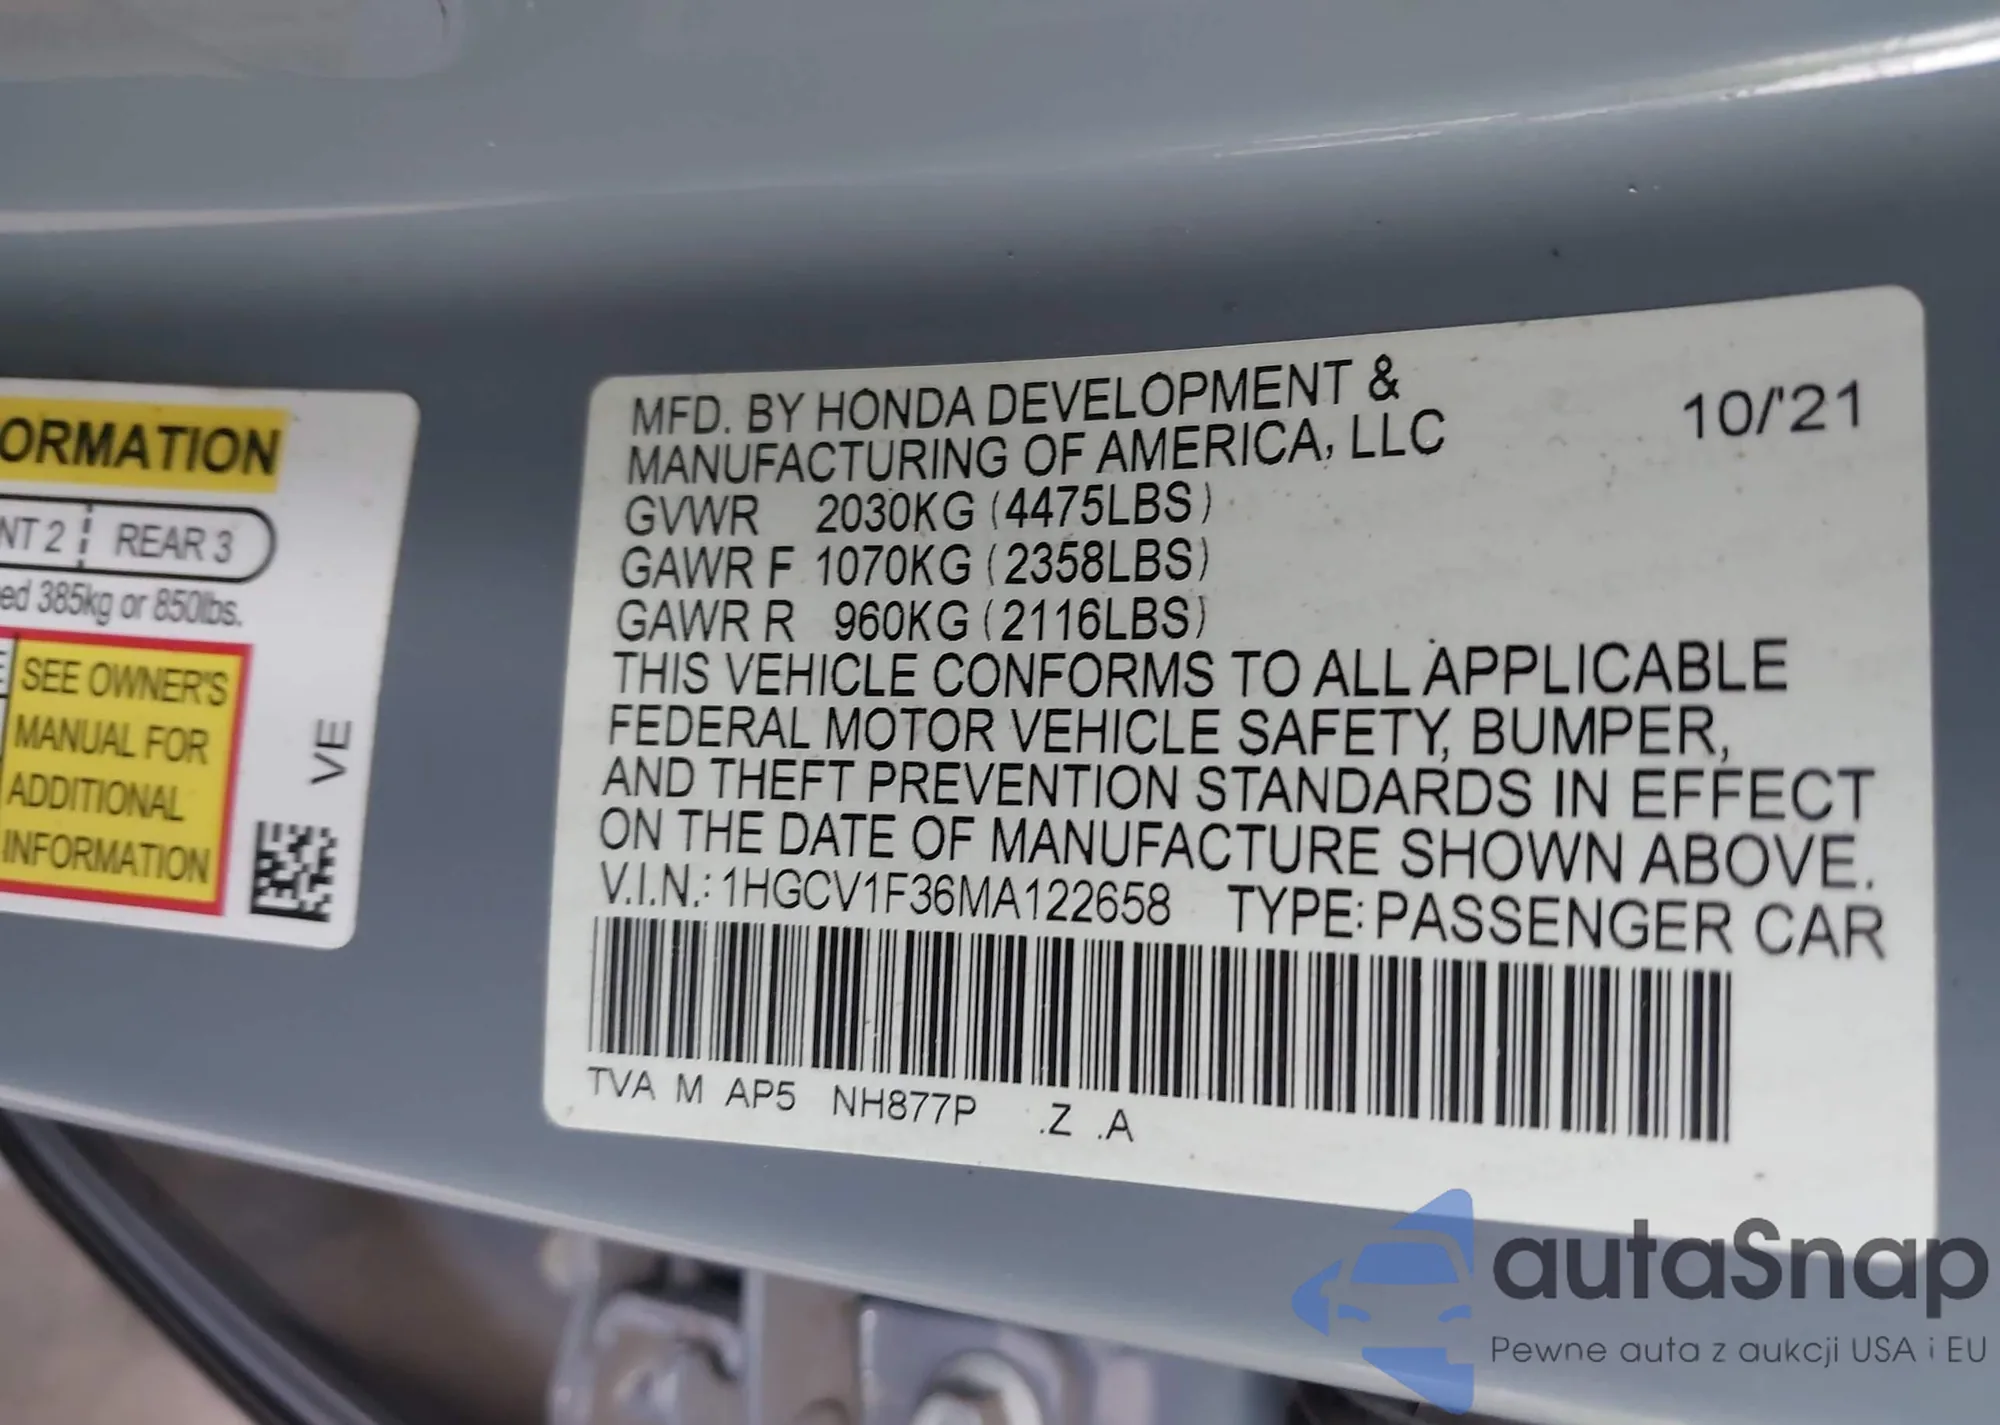 ORMATION
NT 2 REAR 3
ed 385kg or 850lbs.
SEE OWNER'S
MANUAL FOR
ADDITIONAL
INFORMATION
VE
MFD. BY HONDA DEVELOPMENT &
MANUFACTURING OF AMERICA, LLC
10/'21
GVWR 2030KG (4475LBS)
GAWR F 1070KG (2358LBS)
GAWR R 960KG (2116LBS)
THIS VEHICLE CONFORMS TO ALL APPLICABLE
FEDERAL MOTOR VEHICLE SAFETY, BUMPER,
AND THEFT PREVENTION STANDARDS IN EFFECT
ON THE DATE OF MANUFACTURE SHOWN ABOVE.
V.I.N.: 1HGCV1F36MA122658 TYPE: PASSENGER CAR
TVA M AP5 NH877P .Z .A
autaSnap
Pewne auta z aukcji USA i EU